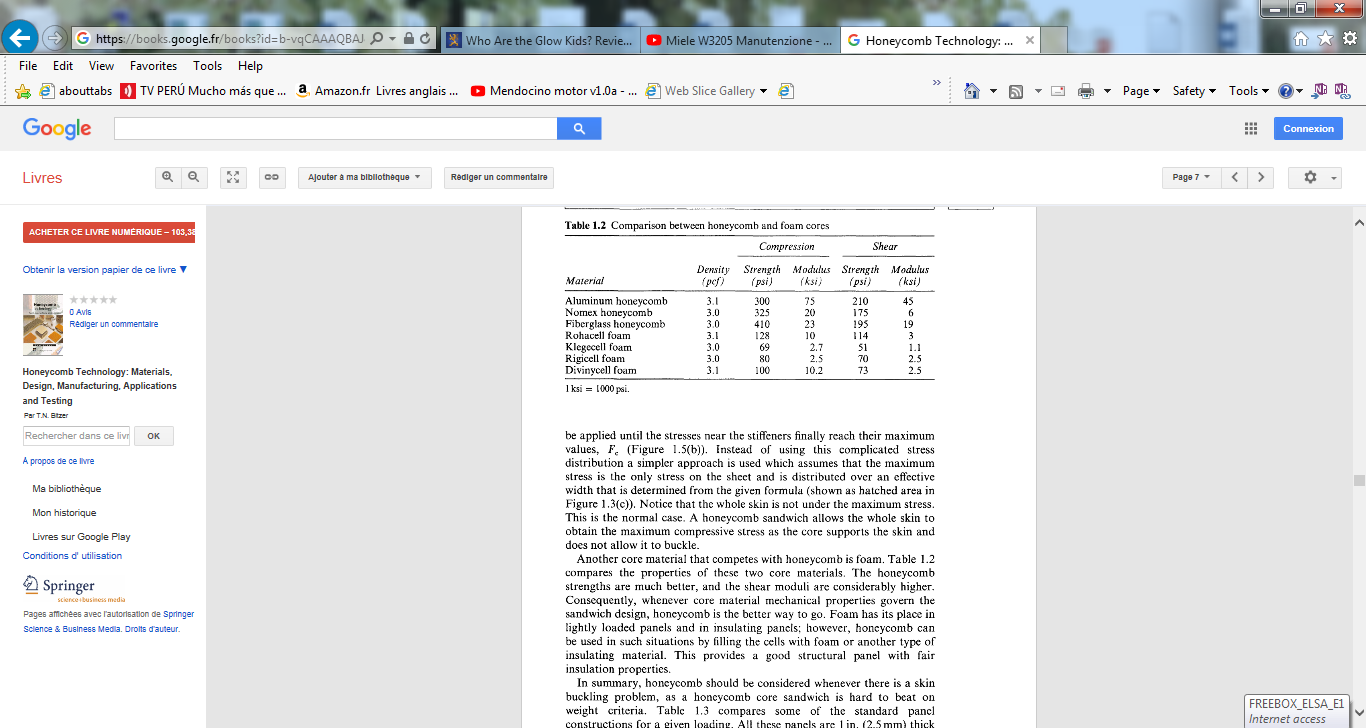 https://books.google.fr/books?id=b-vqCAAAQBAJ
Who Are the Glow Kids? Revie...
Miele W3205 Manutenzione - ...
Honeycomb Technology: ...
File Edit View Favorites Tools Help
abouttabs
TV PERÚ Mucho más que ...
Amazon.fr Livres anglais ...
Mendocino motor v1.0a - ...
Web Slice Gallery
Page
Safety
Tools
Google
Connexion
Livres
Ajouter à ma bibliothèque
Rédiger un commentaire
Page 7
ACHETER CE LIVRE NUMÉRIQUE – 103,38
Obtenir la version papier de ce livre
0 Avis
Rédiger un commentaire
Honeycomb Technology: Materials,
Design, Manufacturing, Applications
and Testing
Par T.N. Bitzer
Rechercher dans ce livr
OK
À propos de ce livre
Ma bibliothèque
Mon historique
Livres sur Google Play
Conditions d' utilisation
Springer
science+business media
Pages affichées avec l'autorisation de Springer
Science & Business Media. Droits d'auteur.
Table 1.2 Comparison between honeycomb and foam cores
Compression Shear
Density Strength Modulus Strength Modulus
Material (pcf) (psi) (ksi) (psi) (ksi)
Aluminum honeycomb 3.1 300 75 210 45
Nomex honeycomb 3.0 325 20 175 6
Fiberglass honeycomb 3.0 410 23 195 19
Rohacell foam 3.1 128 10 114 3
Klegecell foam 3.0 69 2.7 51 1.1
Rigicell foam 3.0 80 2.5 70 2.5
Divinycell foam 3.1 100 10.2 73 2.5
1 ksi = 1000 psi.
be applied until the stresses near the stiffeners finally reach their maximum
values, Fc (Figure 1.5(b)). Instead of using this complicated stress
distribution a simpler approach is used which assumes that the maximum
stress is the only stress on the sheet and is distributed over an effective
width that is determined from the given formula (shown as hatched area in
Figure 1.3(c)). Notice that the whole skin is not under the maximum stress.
This is the normal case. A honeycomb sandwich allows the whole skin to
obtain the maximum compressive stress as the core supports the skin and
does not allow it to buckle.
Another core material that competes with honeycomb is foam. Table 1.2
compares the properties of these two core materials. The honeycomb
strengths are much better, and the shear moduli are considerably higher.
Consequently, whenever core material mechanical properties govern the
sandwich design, honeycomb is the better way to go. Foam has its place in
lightly loaded panels and in insulating panels; however, honeycomb can
be used in such situations by filling the cells with foam or another type of
insulating material. This provides a good structural panel with fair
insulation properties.
In summary, honeycomb should be considered whenever there is a skin
buckling problem, as a honeycomb core sandwich is hard to beat on
weight criteria. Table 1.3 compares some of the standard panel
constructions for a given loading. All these panels are 1 in. (2.5 mm) thick
FREEBOX_ELSA_E1
Internet access